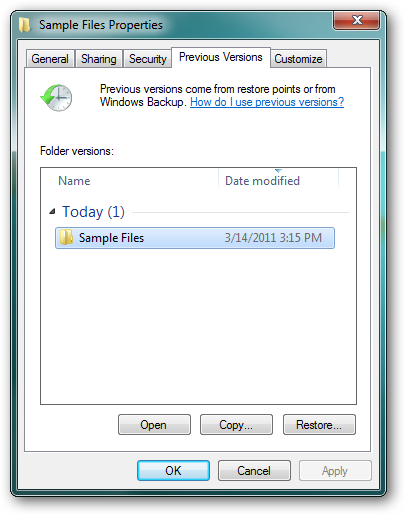 Sample Files Properties
General Sharing Security Previous Versions Customize
Previous versions come from restore points or from
Windows Backup. How do I use previous versions?
Folder versions:
Name Date modified
Today (1)
Sample Files 3/14/2011 3:15 PM
Open Copy... Restore...
OK Cancel Apply